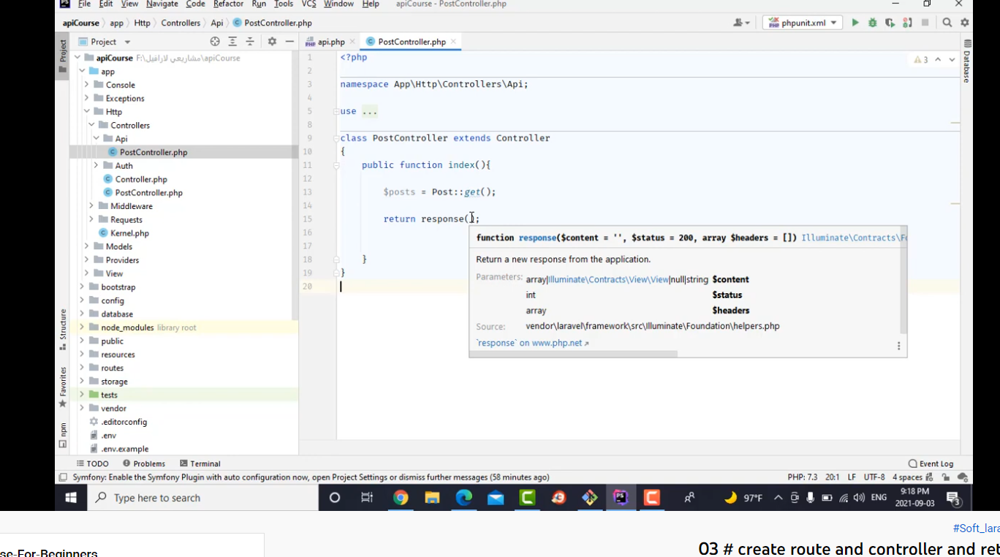 File Edit View Navigate Code Refactor Run Tools VCS Window Help apiCourse - PostController.php
apiCourse app Http Controllers Api PostController.php phpunit.xml
Project
api.php PostController.php
Project
Database
apiCourse F:\مشاريعي لارافيل\apiCourse
app
Console
Exceptions
Http
Controllers
Api
PostController.php
Auth
Controller.php
PostController.php
Middleware
Requests
Kernel.php
Models
Providers
View
bootstrap
config
database
node_modules library root
public
resources
routes
storage
tests
vendor
.editorconfig
.env
.env.example
Structure
Favorites
npm
3
1 <?php
2
3 namespace App\Http\Controllers\Api;
4
5 use ...
8
9 class PostController extends Controller
10 {
11 public function index(){
12
13 $posts = Post::get();
14
15 return response();
16
17
18 }
19 }
20
function response($content = '', $status = 200, array $headers = []) Illuminate\Contracts\Fo
Return a new response from the application.
Parameters: array|Illuminate\Contracts\View\View|null|string $content
int $status
array $headers
Source: vendor\laravel\framework\src\Illuminate\Foundation\helpers.php
`response` on www.php.net
TODO Problems Terminal Event Log
Symfony: Enable the Symfony Plugin with auto configuration now, open Project Settings or dismiss further messages (58 minutes ago) PHP: 7.3 20:1 LF UTF-8 4 spaces
Type here to search 97°F ENG 9:18 PM
2021-09-03
3
#Soft_lara
se-For-Beginners
03 # create route and controller and ret